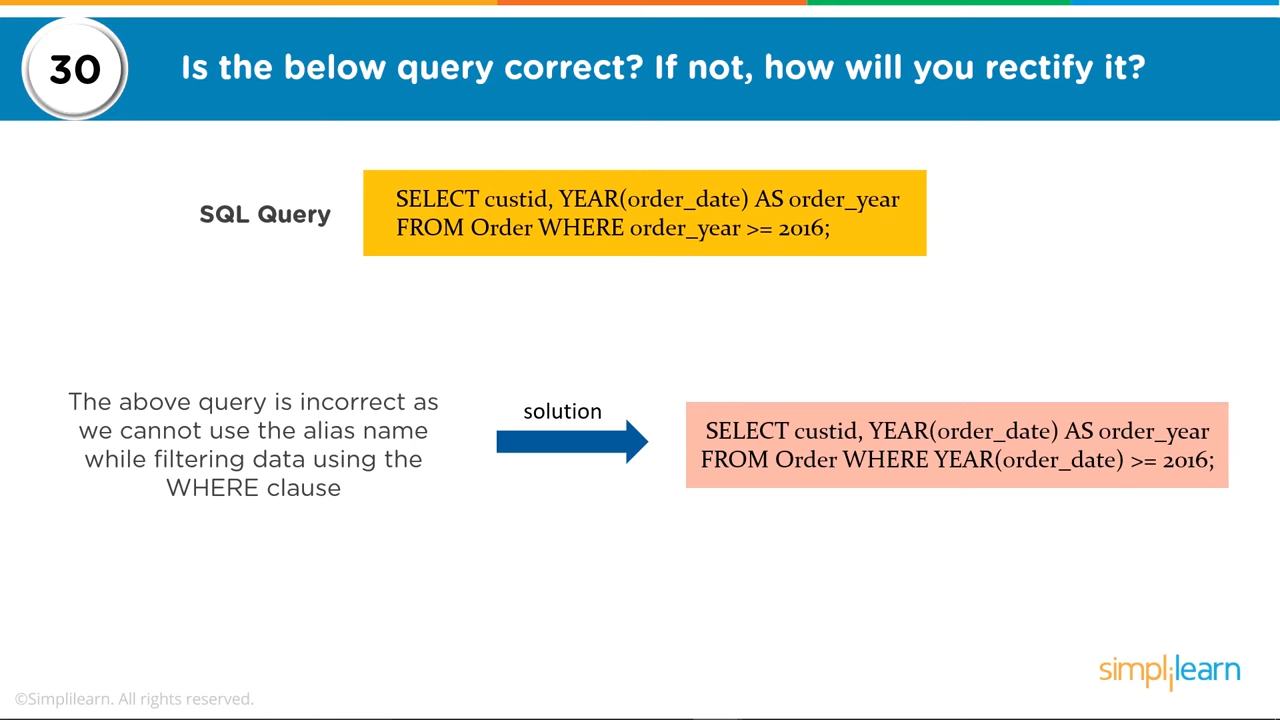 30
Is the below query correct? If not, how will you rectify it?
SQL Query
SELECT custid, YEAR(order_date) AS order_year
FROM Order WHERE order_year >= 2016;
The above query is incorrect as
we cannot use the alias name
while filtering data using the
WHERE clause
solution
SELECT custid, YEAR(order_date) AS order_year
FROM Order WHERE YEAR(order_date) >= 2016;
simplilearn
©Simplilearn. All rights reserved.